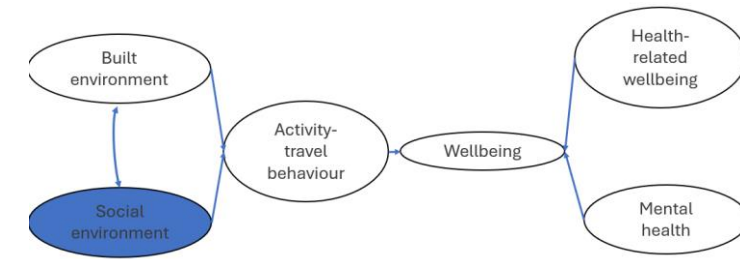 Built
environment
Social
environment
Activity-
travel
behaviour
Wellbeing
Health-
related
wellbeing
Mental
health